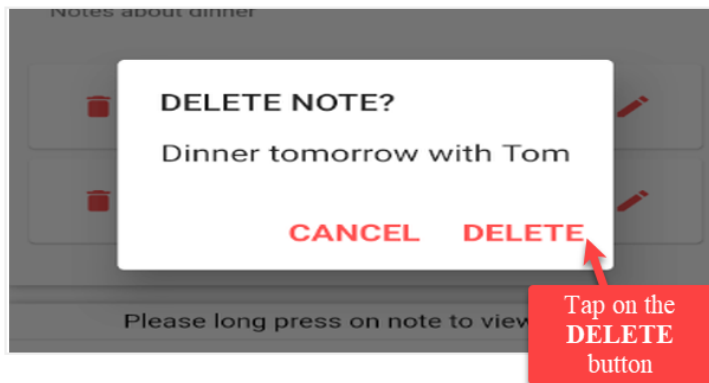 Notes about dinner
DELETE NOTE?
Dinner tomorrow with Tom
CANCEL DELETE
Please long press on note to view
Tap on the
DELETE
button